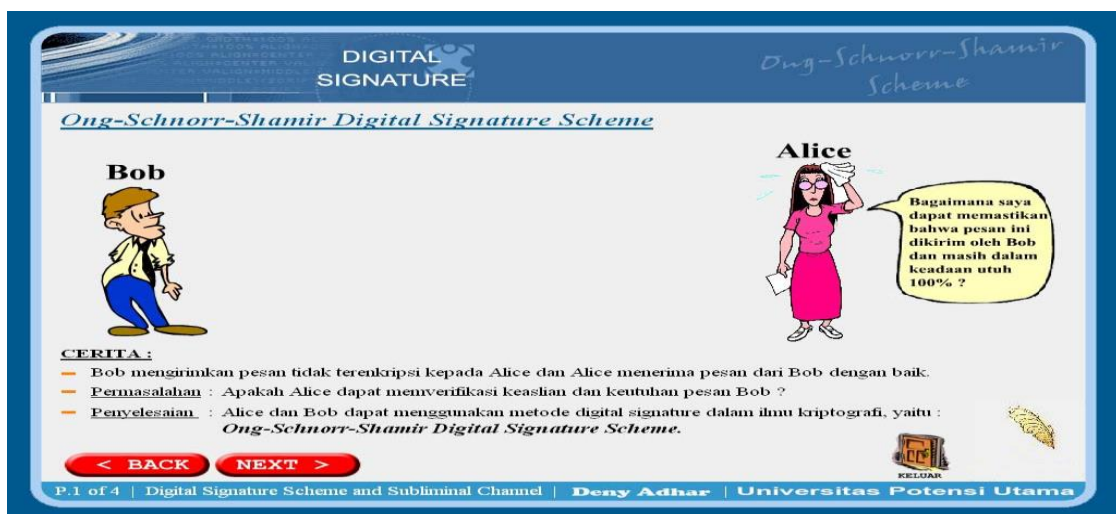 DIGITAL
SIGNATURE
Ong-Schnorr-Shamir
Scheme
Ong-Schnorr-Shamir Digital Signature Scheme
Bob
Alice
Bagaimana saya
dapat memastikan
bahwa pesan ini
dikirim oleh Bob
dan masih dalam
keadaan utuh
100% ?
CERITA :
Bob mengirimkan pesan tidak terenkripsi kepada Alice dan Alice menerima pesan dari Bob dengan baik.
Permasalahan : Apakah Alice dapat memverifikasi keaslian dan keutuhan pesan Bob ?
Penyelesaian : Alice dan Bob dapat menggunakan metode digital signature dalam ilmu kriptografi, yaitu :
Ong-Schnorr-Shamir Digital Signature Scheme.
< BACK NEXT >
KELUAR
P.1 of 4 | Digital Signature Scheme and Subliminal Channel | Deny Adhar | Universitas Potensi Utama